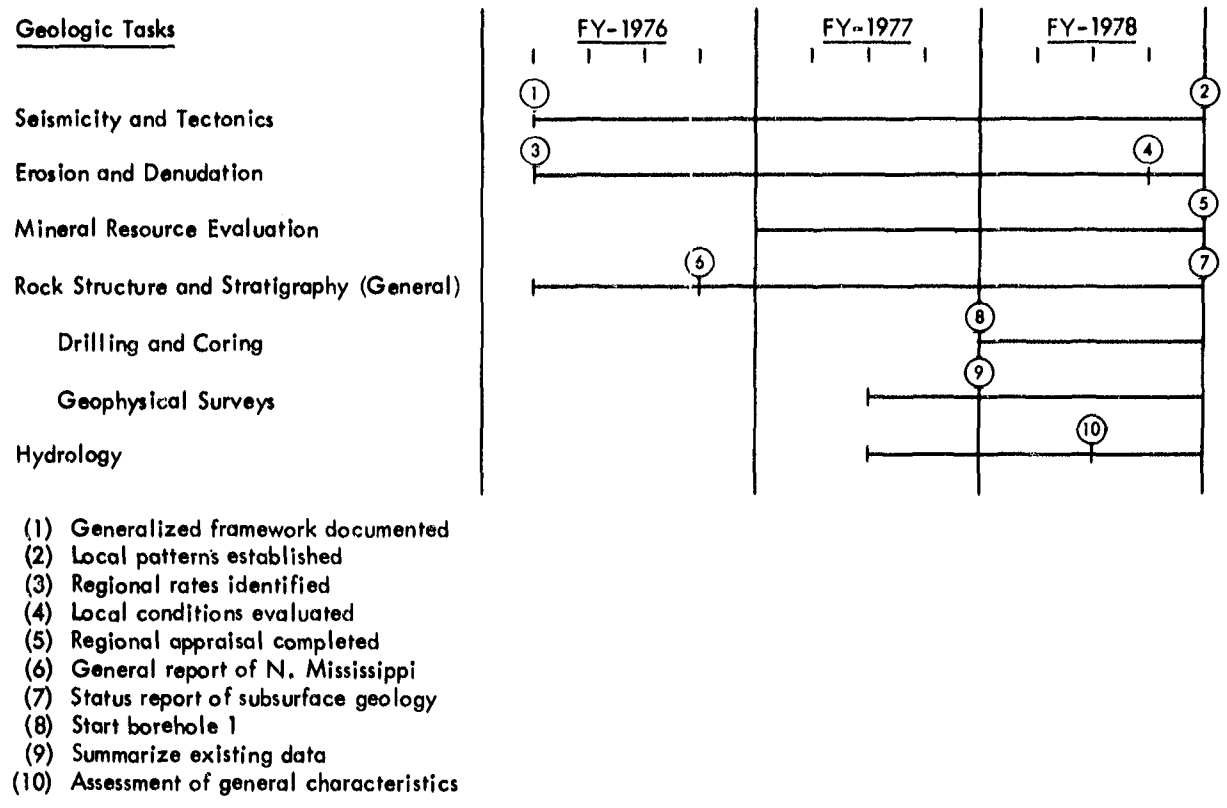 Geologic Tasks FY-1976 FY-1977 FY-1978
1 2
Seismicity and Tectonics
3 4
Erosion and Denudation
5
Mineral Resource Evaluation
6 7
Rock Structure and Stratigraphy (General)
8
Drilling and Coring
9
Geophysical Surveys
10
Hydrology
(1) Generalized framework documented
(2) Local patterns established
(3) Regional rates identified
(4) Local conditions evaluated
(5) Regional appraisal completed
(6) General report of N. Mississippi
(7) Status report of subsurface geology
(8) Start borehole 1
(9) Summarize existing data
(10) Assessment of general characteristics